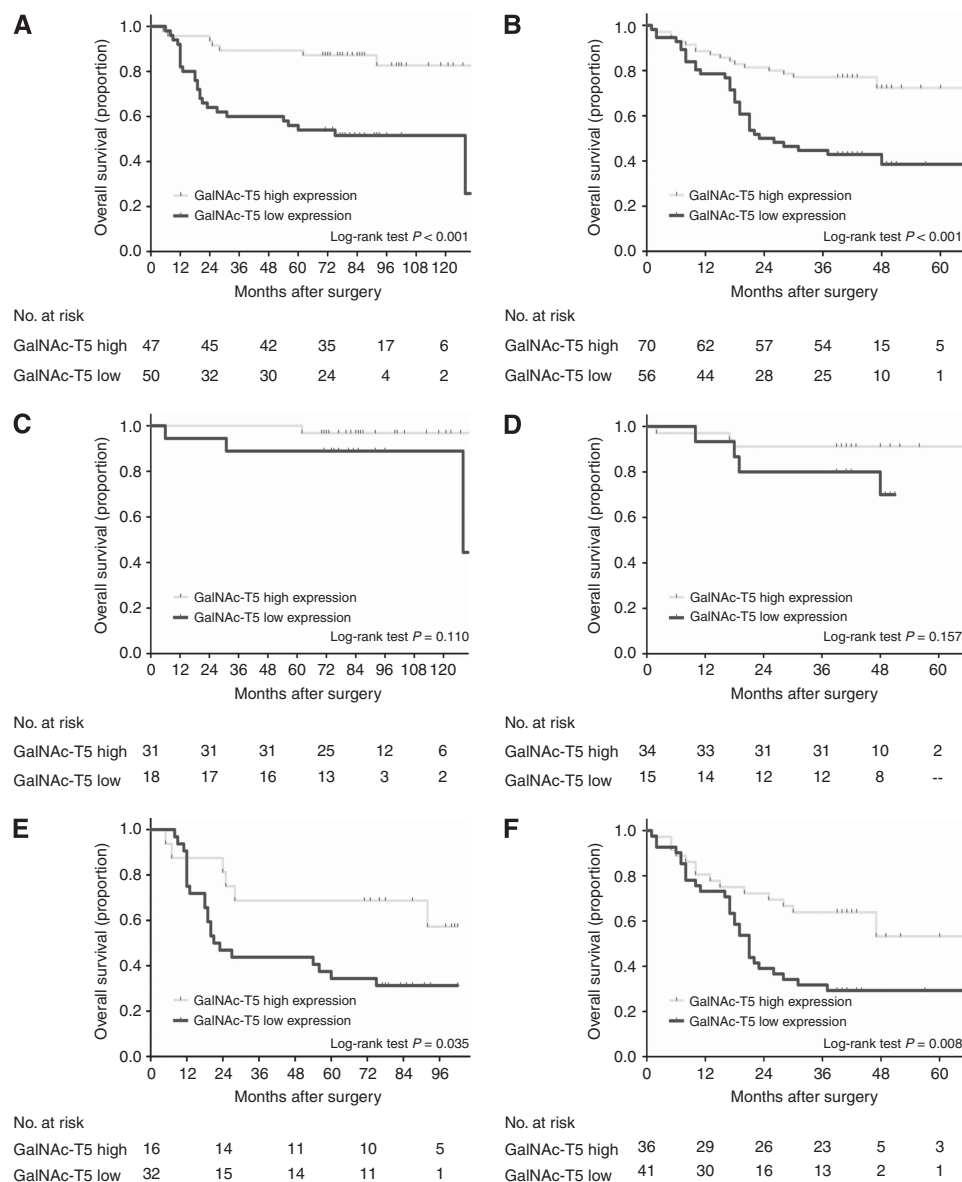 A
Overall survival (proportion)
1.0
0.8
0.6
0.4
0.2
0.0
GalNAc-T5 high expression
GalNAc-T5 low expression
Log-rank test P < 0.001
0 12 24 36 48 60 72 84 96 108 120
Months after surgery
No. at risk
GalNAc-T5 high 47 45 42 35 17 6
GalNAc-T5 low 50 32 30 24 4 2
B
Overall survival (proportion)
1.0
0.8
0.6
0.4
0.2
0.0
GalNAc-T5 high expression
GalNAc-T5 low expression
Log-rank test P < 0.001
0 12 24 36 48 60
Months after surgery
No. at risk
GalNAc-T5 high 70 62 57 54 15 5
GalNAc-T5 low 56 44 28 25 10 1
C
Overall survival (proportion)
1.0
0.8
0.6
0.4
0.2
0.0
GalNAc-T5 high expression
GalNAc-T5 low expression
Log-rank test P = 0.110
0 12 24 36 48 60 72 84 96 108 120
Months after surgery
No. at risk
GalNAc-T5 high 31 31 31 25 12 6
GalNAc-T5 low 18 17 16 13 3 2
D
Overall survival (proportion)
1.0
0.8
0.6
0.4
0.2
0.0
GalNAc-T5 high expression
GalNAc-T5 low expression
Log-rank test P = 0.157
0 12 24 36 48 60
Months after surgery
No. at risk
GalNAc-T5 high 34 33 31 31 10 2
GalNAc-T5 low 15 14 12 12 8 --
E
Overall survival (proportion)
1.0
0.8
0.6
0.4
0.2
0.0
GalNAc-T5 high expression
GalNAc-T5 low expression
Log-rank test P = 0.035
0 12 24 36 48 60 72 84 96
Months after surgery
No. at risk
GalNAc-T5 high 16 14 11 10 5
GalNAc-T5 low 32 15 14 11 1
F
Overall survival (proportion)
1.0
0.8
0.6
0.4
0.2
0.0
GalNAc-T5 high expression
GalNAc-T5 low expression
Log-rank test P = 0.008
0 12 24 36 48 60
Months after surgery
No. at risk
GalNAc-T5 high 36 29 26 23 5 3
GalNAc-T5 low 41 30 16 13 2 1